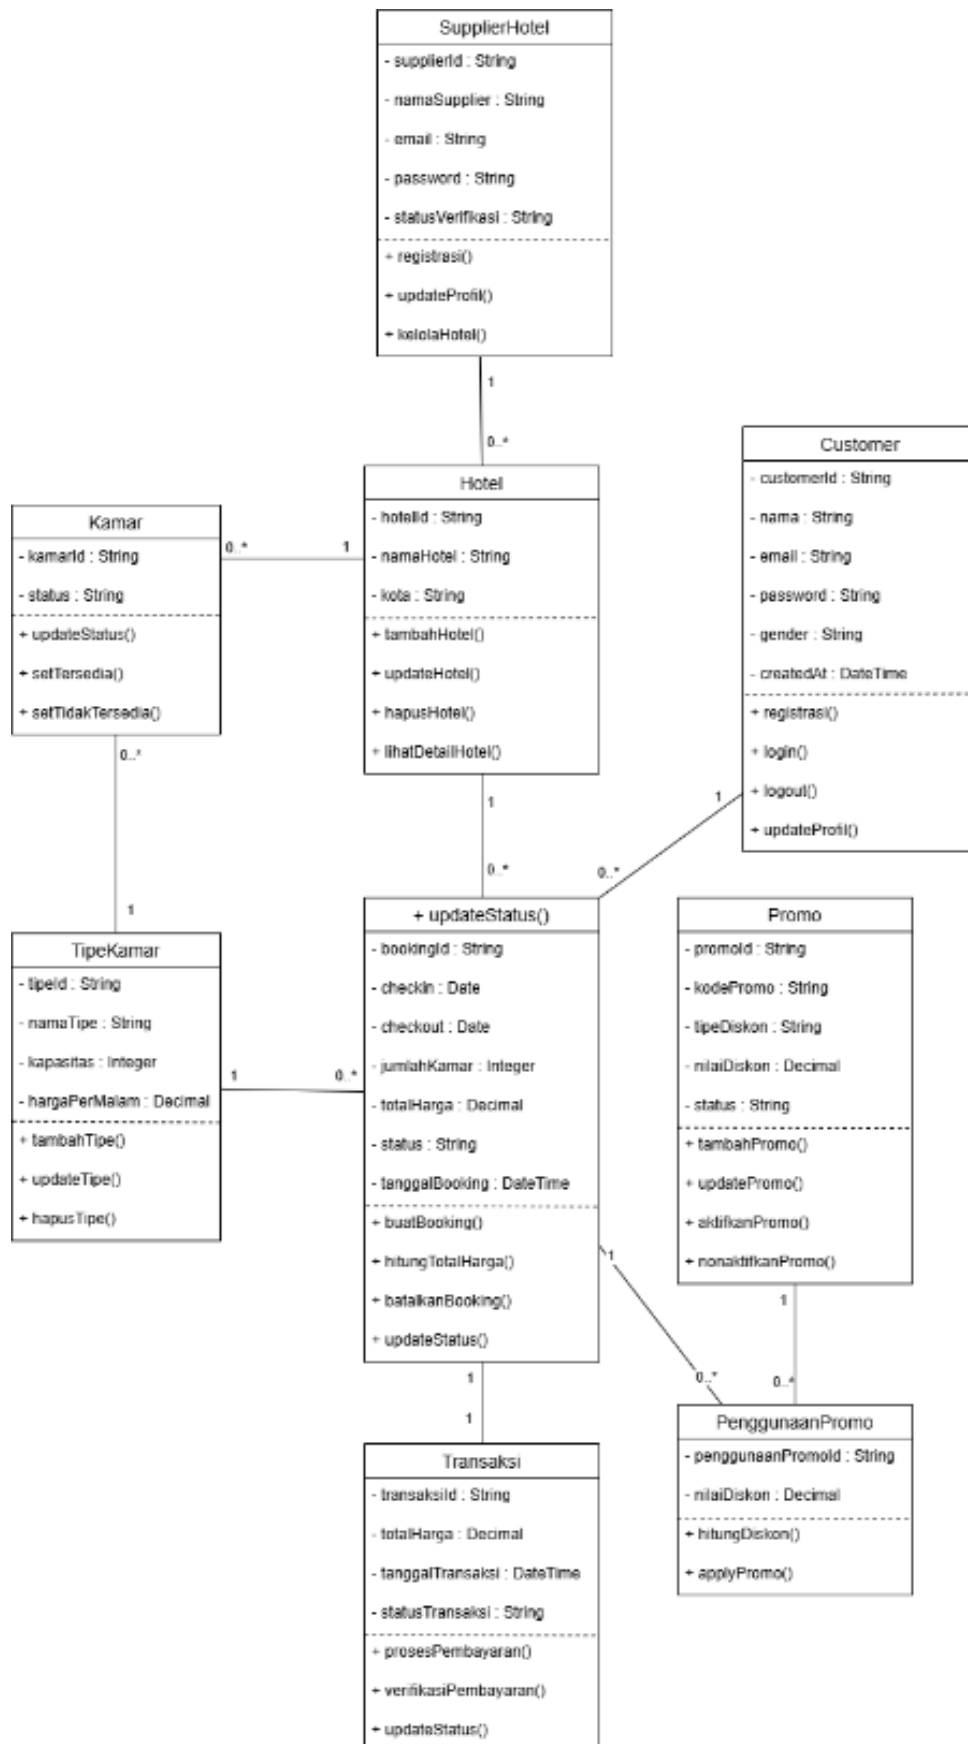 SupplierHotel
- supplierId : String
- namaSupplier : String
- email : String
- password : String
- statusVerifikasi : String
+ registrasi()
+ updateProfil()
+ kelolaHotel()
1
0..*
Hotel
- hotelId : String
- namaHotel : String
- kota : String
+ tambahHotel()
+ updateHotel()
+ hapusHotel()
+ lihatDetailHotel()
Kamar
- kamarId : String
- status : String
+ updateStatus()
+ setTersedia()
+ setTidakTersedia()
0..*
1
Customer
- customerId : String
- nama : String
- email : String
- password : String
- gender : String
- createdAt : DateTime
+ registrasi()
+ login()
+ logout()
+ updateProfil()
0..*
1
1
0..*
1
0..*
TipeKamar
- tipeId : String
- namaTipe : String
- kapasitas : Integer
- hargaPerMalam : Decimal
+ tambahTipe()
+ updateTipe()
+ hapusTipe()
1
0..*
+ updateStatus()
- bookingId : String
- checkin : Date
- checkout : Date
- jumlahKamar : Integer
- totalHarga : Decimal
- status : String
- tanggalBooking : DateTime
+ buatBooking()
+ hitungTotalHarga()
+ batalkanBooking()
+ updateStatus()
Promo
- promoId : String
- kodePromo : String
- tipeDiskon : String
- nilaiDiskon : Decimal
- status : String
+ tambahPromo()
+ updatePromo()
+ aktifkanPromo()
+ nonaktifkanPromo()
1
0..*
1
0..*
1
1
Transaksi
- transaksiId : String
- totalHarga : Decimal
- tanggalTransaksi : DateTime
- statusTransaksi : String
+ prosesPembayaran()
+ verifikasiPembayaran()
+ updateStatus()
PenggunaanPromo
- penggunaanPromoId : String
- nilaiDiskon : Decimal
+ hitungDiskon()
+ applyPromo()